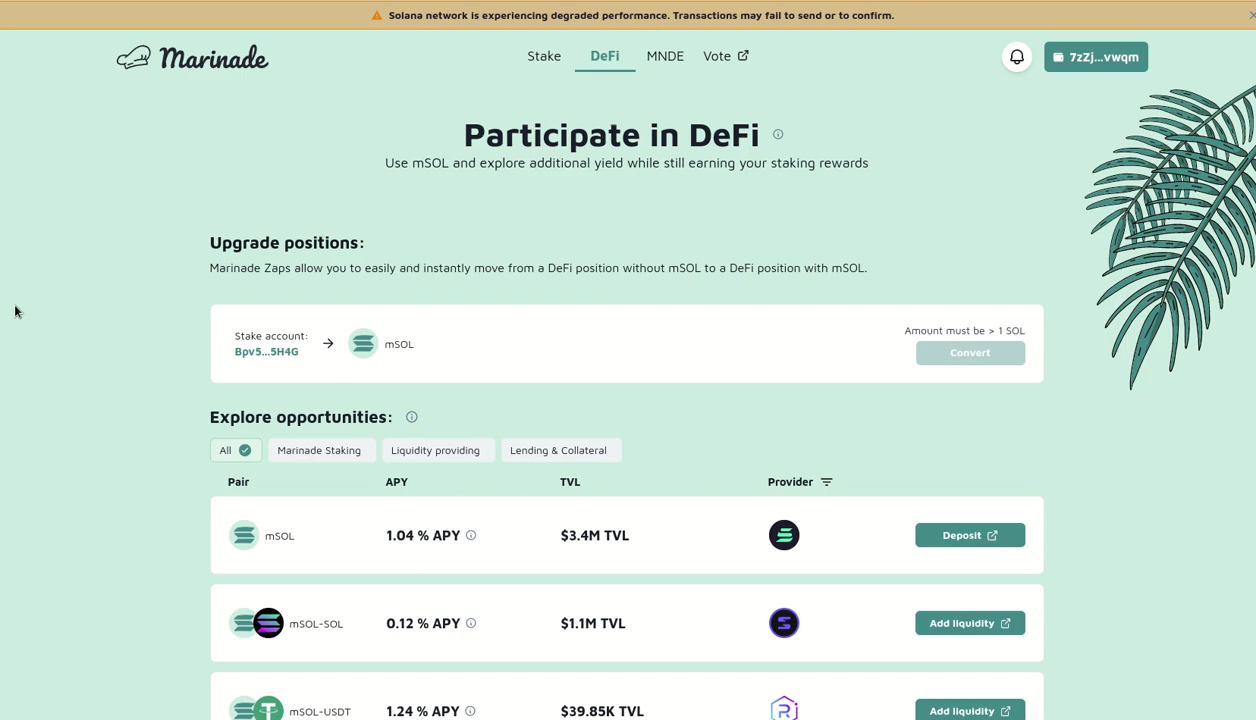 Solana network is experiencing degraded performance. Transactions may fail to send or to confirm.
Marinade
Stake
DeFi
MNDE
Vote
7zZj...vwqm
Participate in DeFi
Use mSOL and explore additional yield while still earning your staking rewards
Upgrade positions:
Marinade Zaps allow you to easily and instantly move from a DeFi position without mSOL to a DeFi position with mSOL.
Stake account:
Bpv5...5H4G
mSOL
Amount must be > 1 SOL
Convert
Explore opportunities:
All
Marinade Staking
Liquidity providing
Lending & Collateral
Pair APY TVL Provider
mSOL 1.04 % APY $3.4M TVL Deposit
mSOL-SOL 0.12 % APY $1.1M TVL Add liquidity
mSOL-USDT 1.24 % APY $39.85K TVL Add liquidity